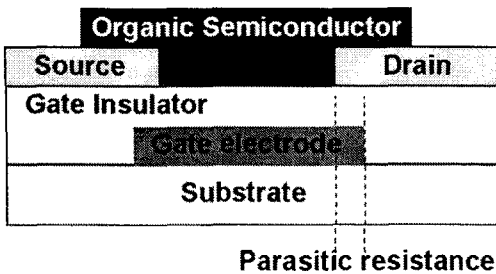 Organic Semiconductor
Source
Drain
Gate Insulator
Gate electrode
Substrate
Parasitic resistance